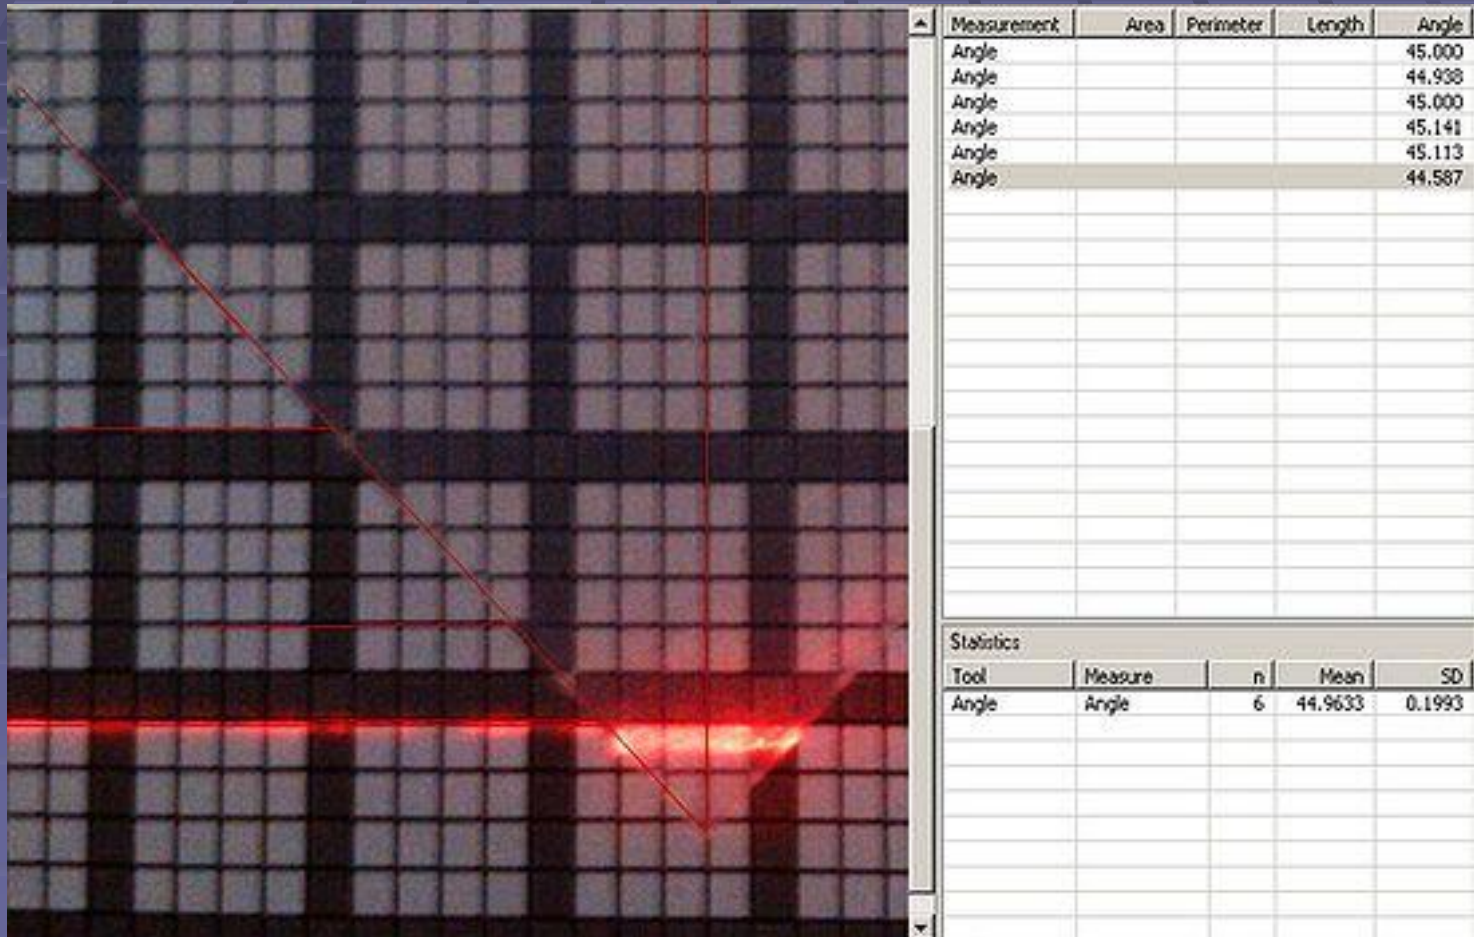 Measurement Area Perimeter Length Angle
Angle 45.000
Angle 44.938
Angle 45.000
Angle 45.141
Angle 45.113
Angle 44.587
Statistics
Tool Measure n Mean SD
Angle Angle 6 44.9633 0.1993